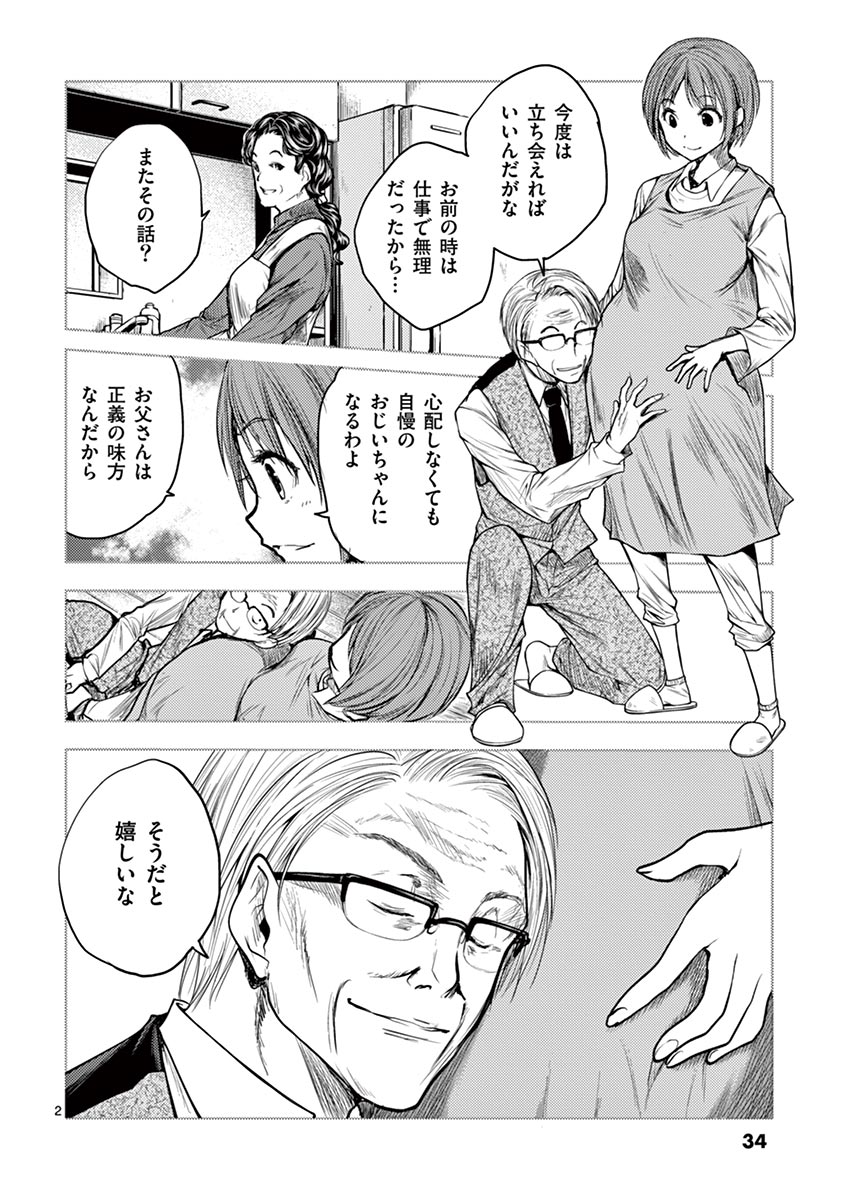 今度は
立ち会えれば
いいんだがな
お前の時は
仕事で無理
だったから…
またその話？
心配しなくても
自慢の
おじいちゃんに
なるわよ
お父さんは
正義の味方
なんだから
そうだと
嬉しいな
2
34